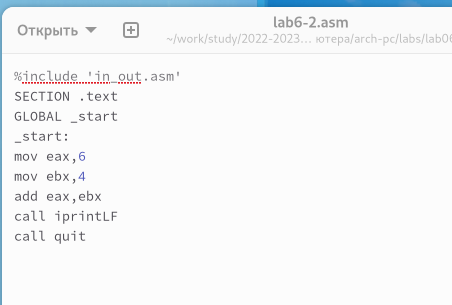 lab6-2.asm
Открыть
~/work/study/2022-2023... ютера/arch-pc/labs/lab06
%include 'in_out.asm'
SECTION .text
GLOBAL _start
_start:
mov eax,6
mov ebx,4
add eax,ebx
call iprintLF
call quit